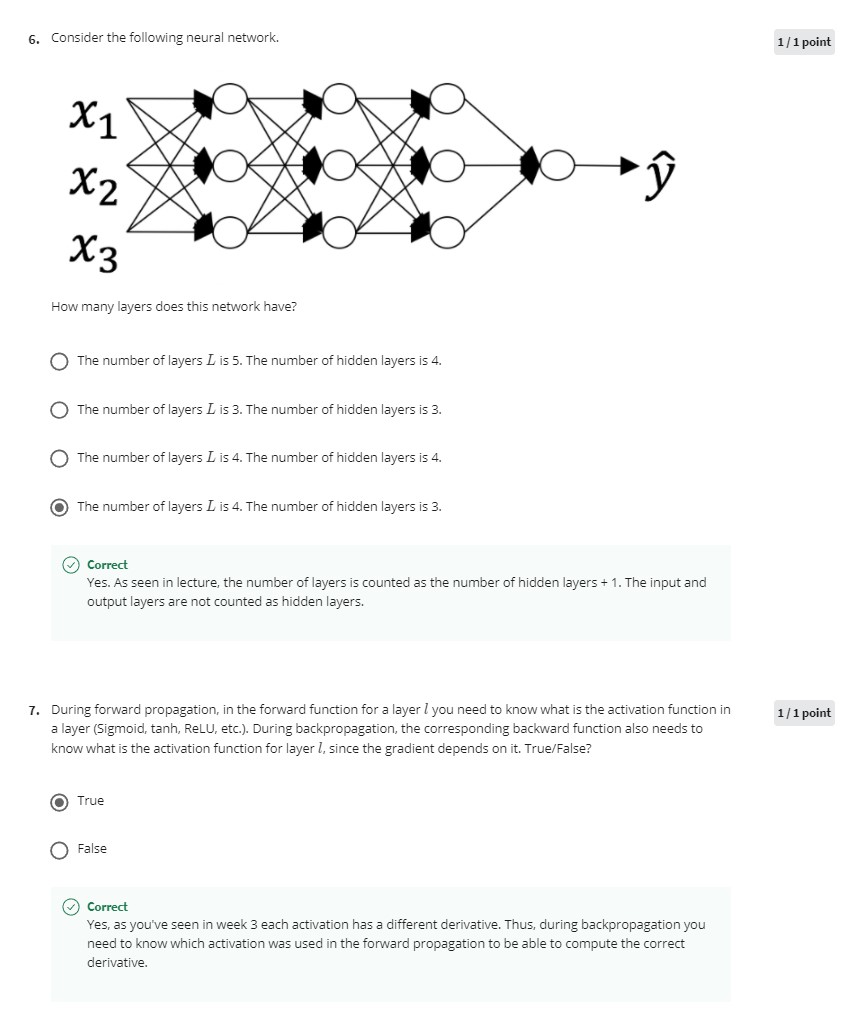 6. Consider the following neural network.
1 / 1 point
x₁
x₂
x₃
ŷ
How many layers does this network have?
The number of layers L is 5. The number of hidden layers is 4.
The number of layers L is 3. The number of hidden layers is 3.
The number of layers L is 4. The number of hidden layers is 4.
The number of layers L is 4. The number of hidden layers is 3.
Correct
Yes. As seen in lecture, the number of layers is counted as the number of hidden layers + 1. The input and
output layers are not counted as hidden layers.
7. During forward propagation, in the forward function for a layer l you need to know what is the activation function in
1 / 1 point
a layer (Sigmoid, tanh, ReLU, etc.). During backpropagation, the corresponding backward function also needs to
know what is the activation function for layer l, since the gradient depends on it. True/False?
True
False
Correct
Yes, as you've seen in week 3 each activation has a different derivative. Thus, during backpropagation you
need to know which activation was used in the forward propagation to be able to compute the correct
derivative.